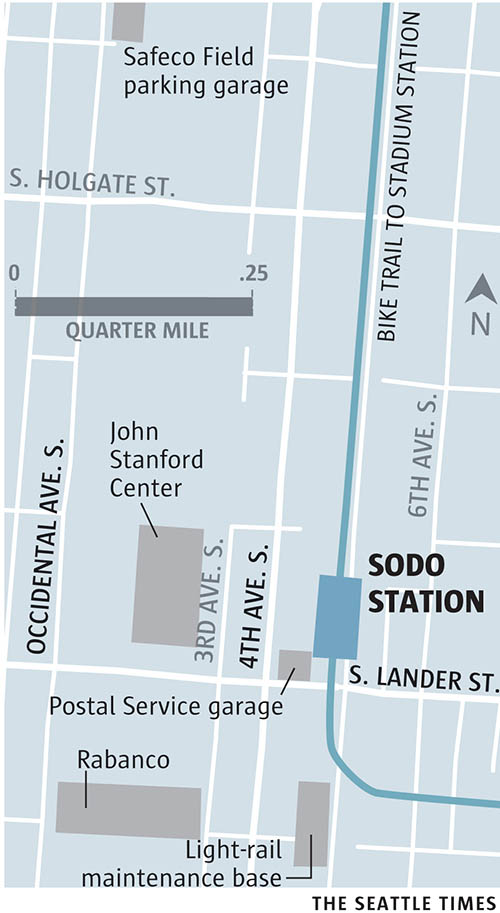 Safeco Field
parking garage
BIKE TRAIL TO STADIUM STATION
S. HOLGATE ST.
0 .25
QUARTER MILE
N
John
Stanford
Center
6TH AVE. S.
OCCIDENTAL AVE. S.
3RD AVE. S.
4TH AVE. S.
SODO
STATION
S. LANDER ST.
Postal Service garage
Rabanco
Light-rail
maintenance base
THE SEATTLE TIMES